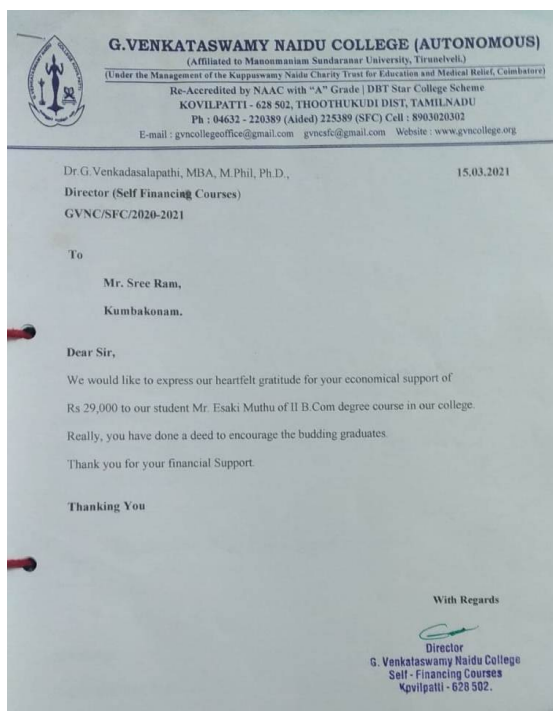 G.VENKATASWAMY NAIDU COLLEGE (AUTONOMOUS)
(Affiliated to Manonmaniam Sundaranar University, Tirunelveli.)
(Under the Management of the Kuppuswamy Naidu Charity Trust for Education and Medical Relief, Coimbatore)
Re-Accredited by NAAC with "A" Grade | DBT Star College Scheme
KOVILPATTI - 628 502, THOOTHUKUDI DIST, TAMILNADU
Ph : 04632 - 220389 (Aided) 225389 (SFC) Cell : 8903020302
E-mail : gvncollegeoffice@gmail.com gvncsfc@gmail.com Website : www.gvncollege.org
Dr.G.Venkadasalapathi, MBA, M.Phil, Ph.D., 15.03.2021
Director (Self Financing Courses)
GVNC/SFC/2020-2021
To
Mr. Sree Ram,
Kumbakonam.
Dear Sir,
We would like to express our heartfelt gratitude for your economical support of
Rs 29,000 to our student Mr. Esaki Muthu of II B.Com degree course in our college.
Really, you have done a deed to encourage the budding graduates.
Thank you for your financial Support.
Thanking You
With Regards
Director
G. Venkataswamy Naidu College
Self - Financing Courses
Kovilpatti - 628 502.